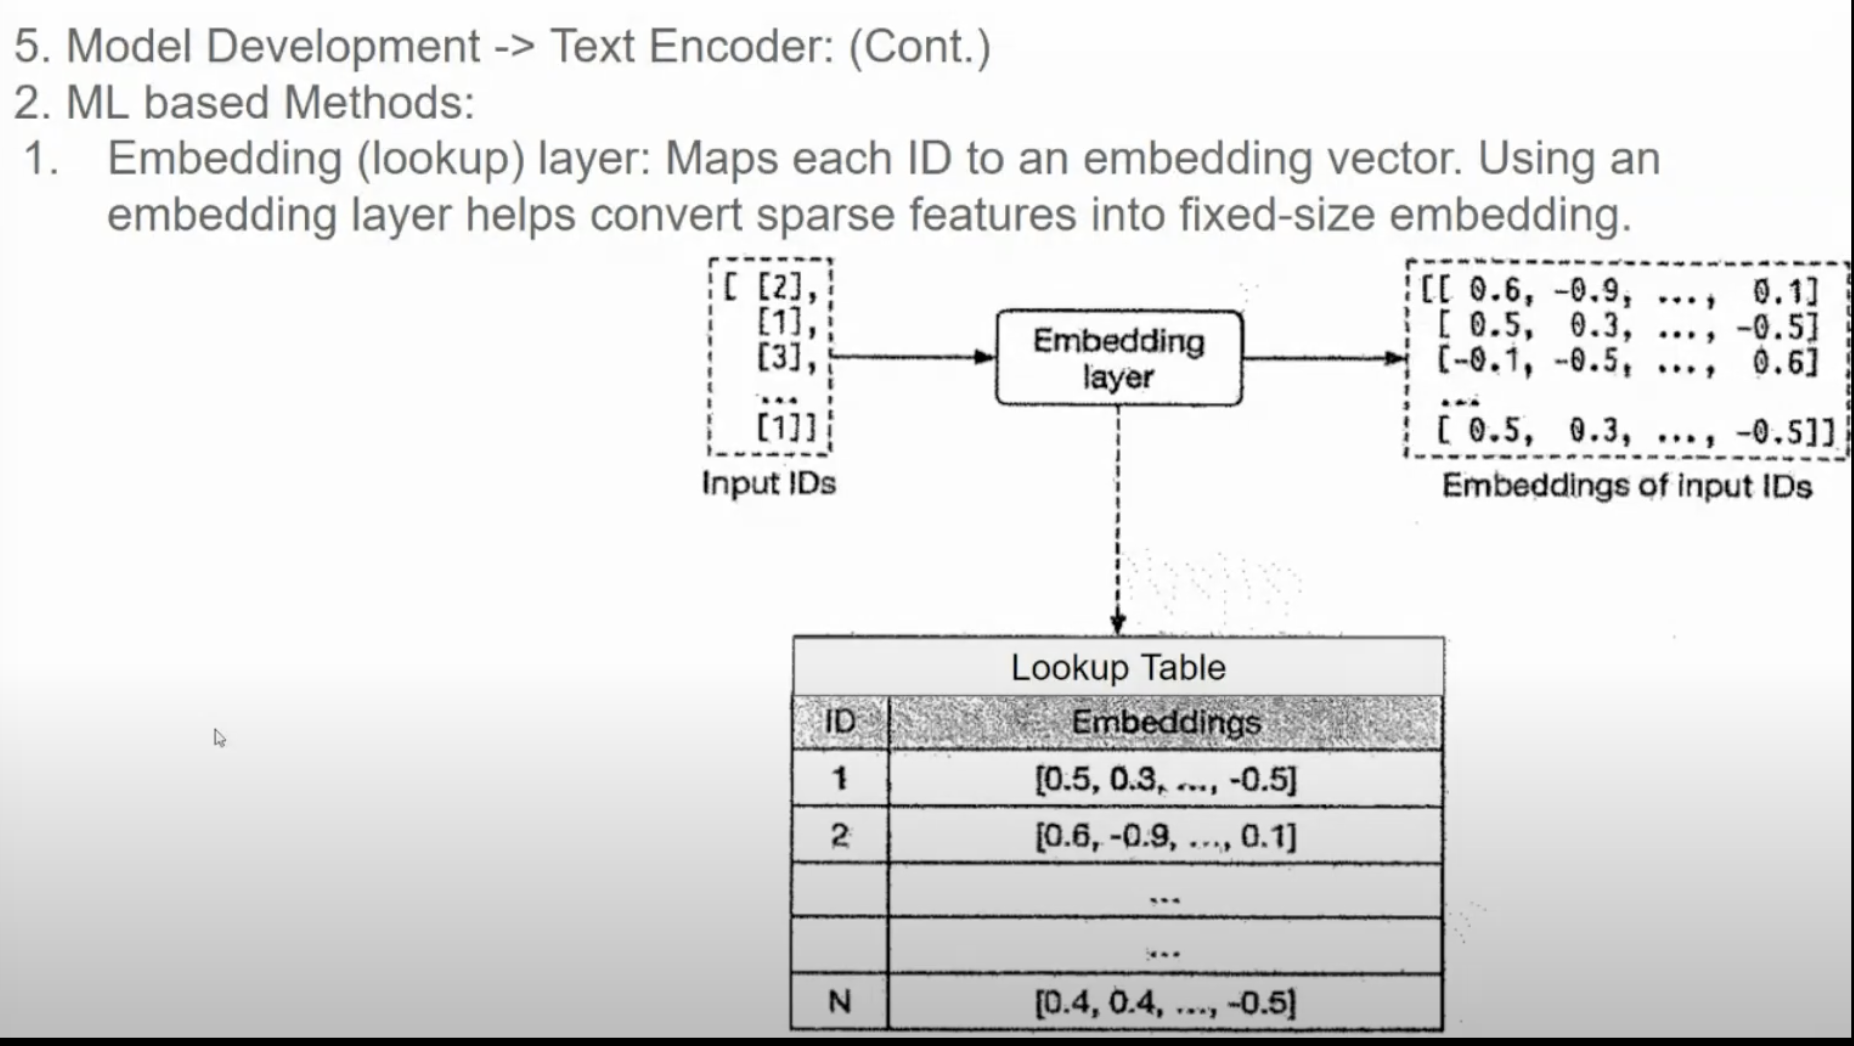 5. Model Development -> Text Encoder: (Cont.)
2. ML based Methods:
1. Embedding (lookup) layer: Maps each ID to an embedding vector. Using an
embedding layer helps convert sparse features into fixed-size embedding.
[ [2],
[1],
[3],
...
[1]]
Input IDs
Embedding
layer
[[ 0.6, -0.9, ..., 0.1]
[ 0.5, 0.3, ..., -0.5]
[-0.1, -0.5, ..., 0.6]
...
[ 0.5, 0.3, ..., -0.5]]
Embeddings of input IDs
Lookup Table
ID Embeddings
1 [0.5, 0.3, ..., -0.5]
2 [0.6, -0.9, ..., 0.1]
...
...
N [0.4, 0.4, ..., -0.5]